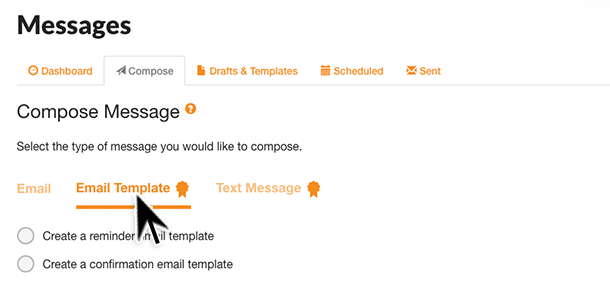 Messages
Dashboard Compose Drafts & Templates Scheduled Sent
Compose Message ?
Select the type of message you would like to compose.
Email Email Template Text Message
Create a reminder email template
Create a confirmation email template